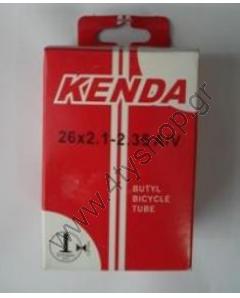 KENDA
26x2.1-2.35 A/V
BUTYL
BICYCLE
TUBE
www.4tyshop.gr